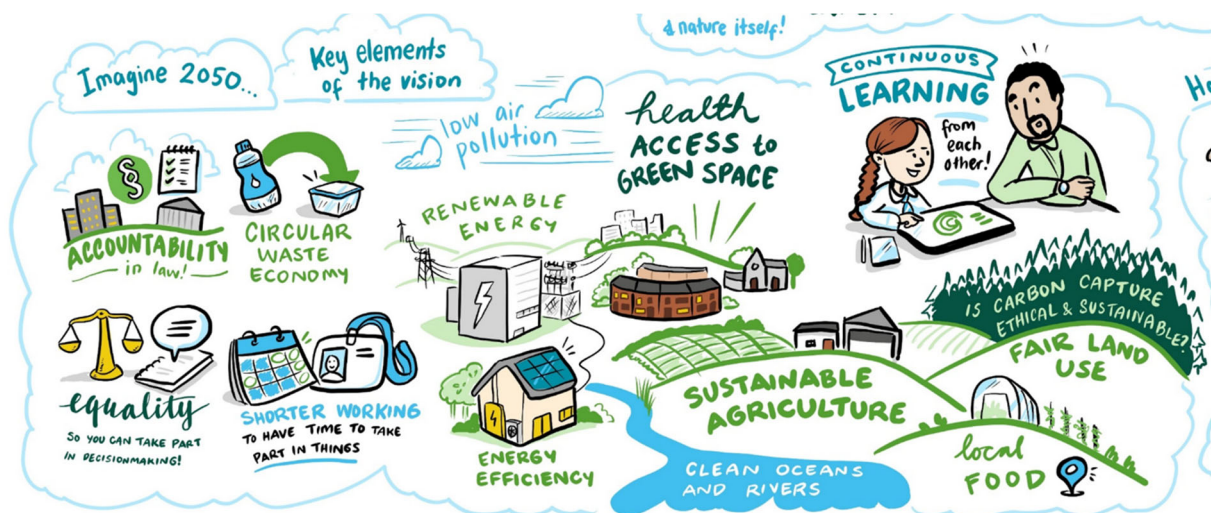 & nature itself!
Imagine 2050...
Key elements
of the vision
low air
pollution
health
ACCESS to
GREEN SPACE
CONTINUOUS
LEARNING
from
each
other!
ACCOUNTABILITY
in law!
CIRCULAR
WASTE
ECONOMY
RENEWABLE
ENERGY
IS CARBON CAPTURE
ETHICAL & SUSTAINABLE?
FAIR LAND
USE
equality
SO YOU CAN TAKE PART
IN DECISIONMAKING!
SHORTER WORKING
TO HAVE TIME TO TAKE
PART IN THINGS
ENERGY
EFFICIENCY
SUSTAINABLE
AGRICULTURE
CLEAN OCEANS
AND RIVERS
local
FOOD